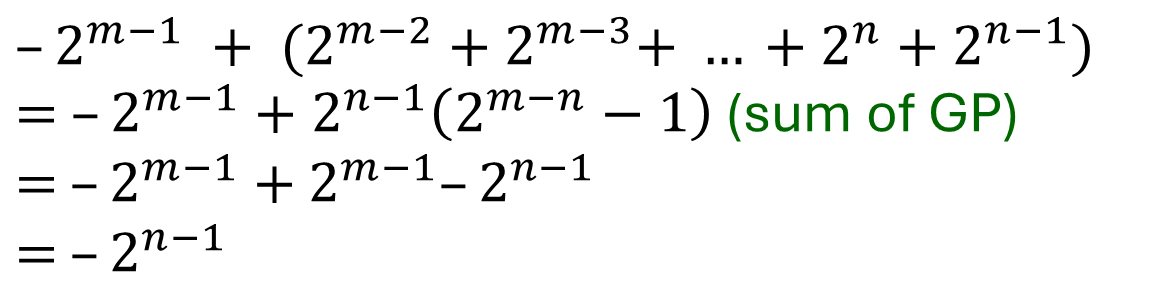 – 2^{m−1} + (2^{m−2} + 2^{m−3} + ... + 2^{n} + 2^{n−1})
= – 2^{m−1} + 2^{n−1}(2^{m−n} − 1) (sum of GP)
= – 2^{m−1} + 2^{m−1} – 2^{n−1}
= – 2^{n−1}